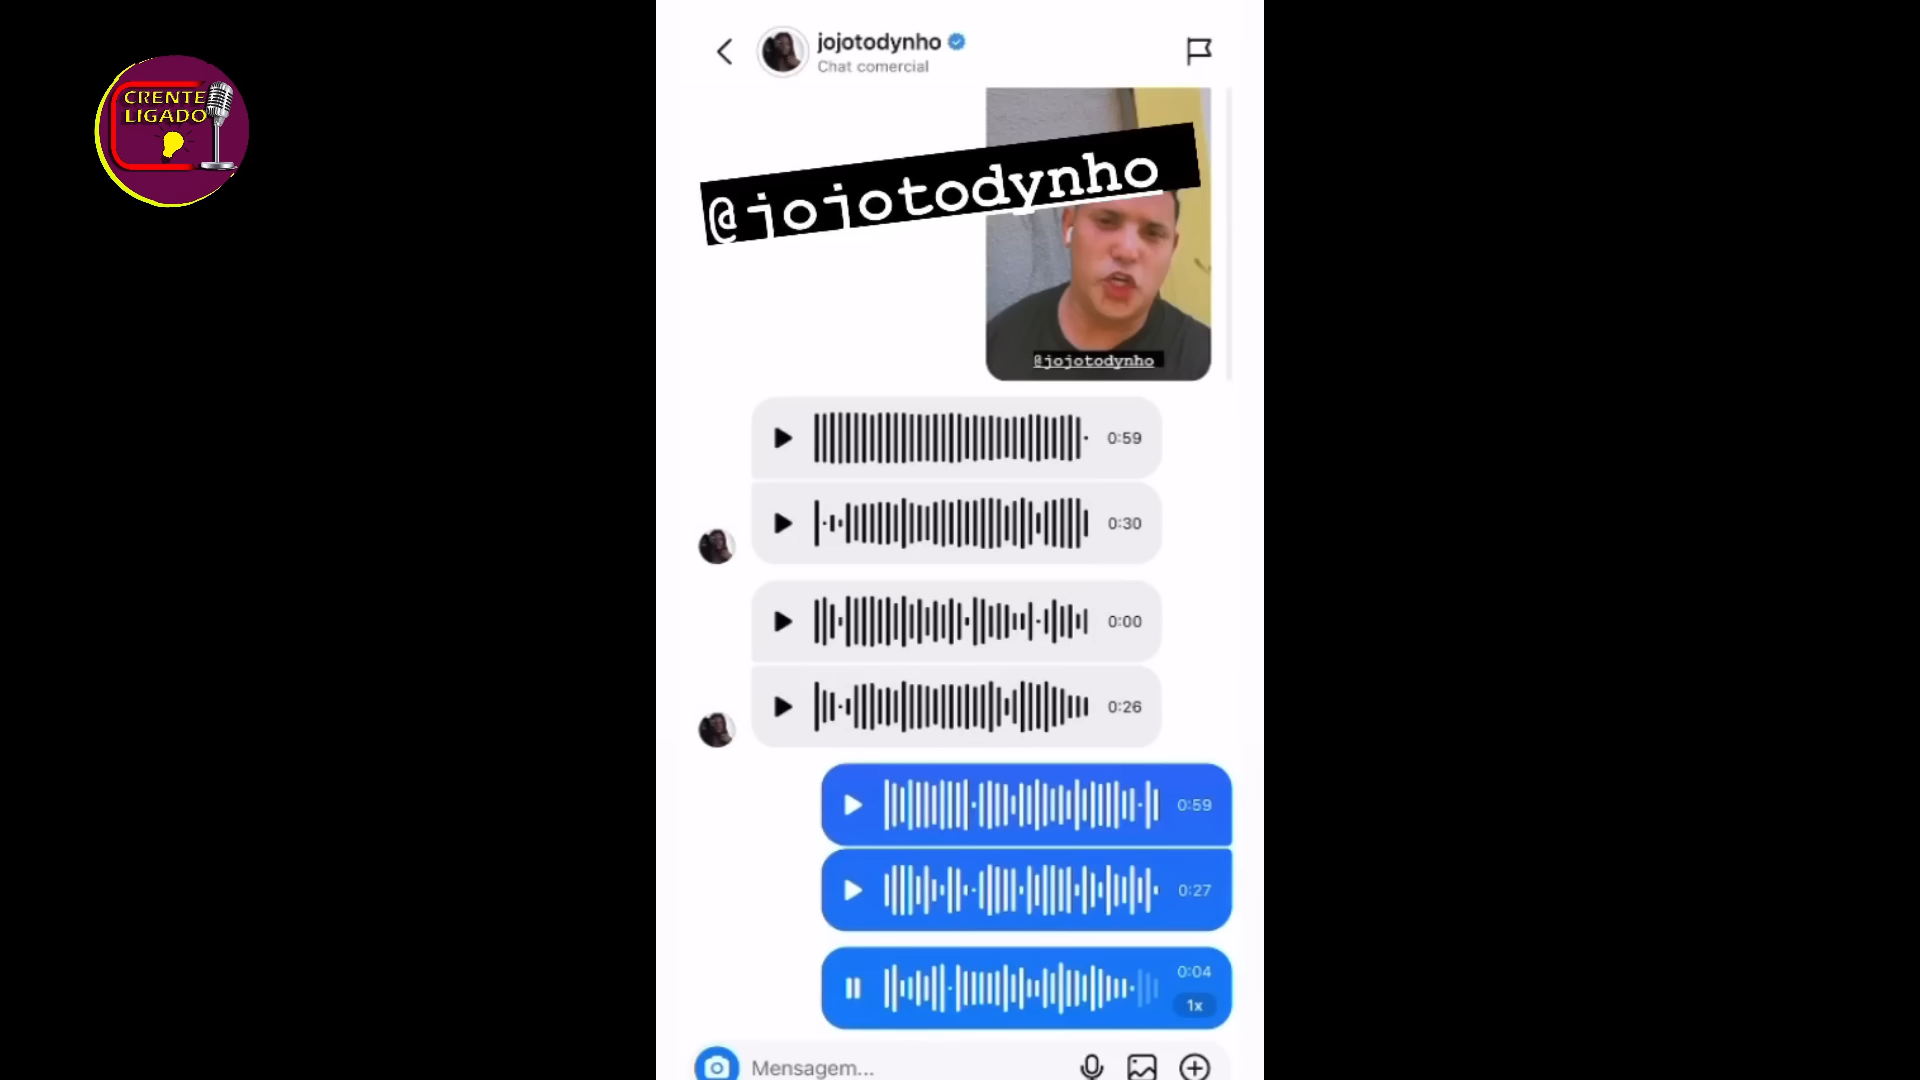 CRENTE
LIGADO
jojotodynho
Chat comercial
@jojotodynho
@jojotodynho
0:59
0:30
0:00
0:26
0:59
0:27
0:04
1x
Mensagem...